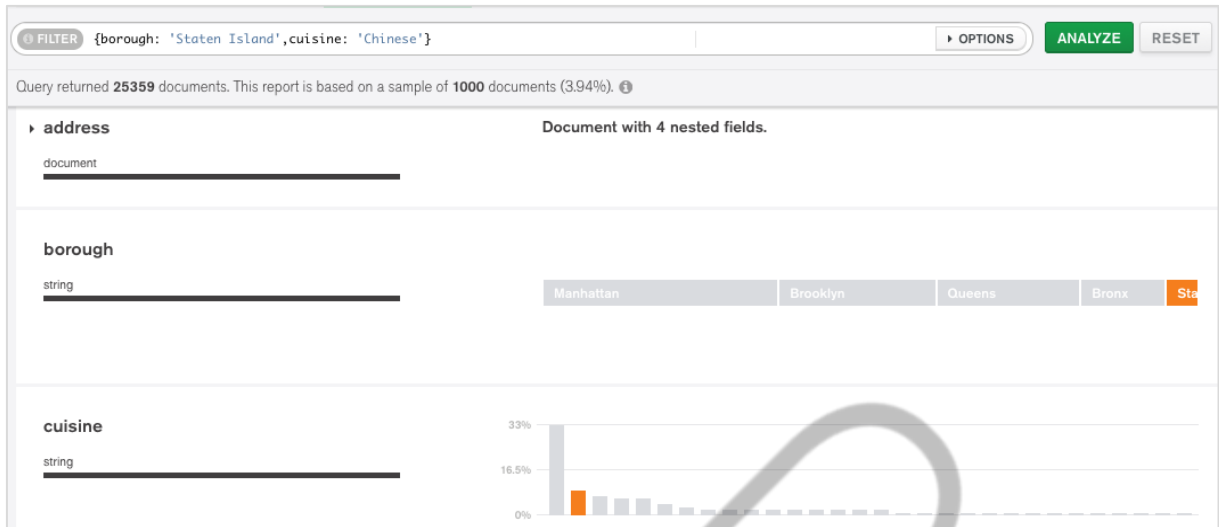 FILTER {borough: 'Staten Island',cuisine: 'Chinese'} OPTIONS ANALYZE RESET
Query returned 25359 documents. This report is based on a sample of 1000 documents (3.94%).
address Document with 4 nested fields.
document
borough
string
Manhattan Brooklyn Queens Bronx Sta
cuisine
33%
string
16.5%
0%